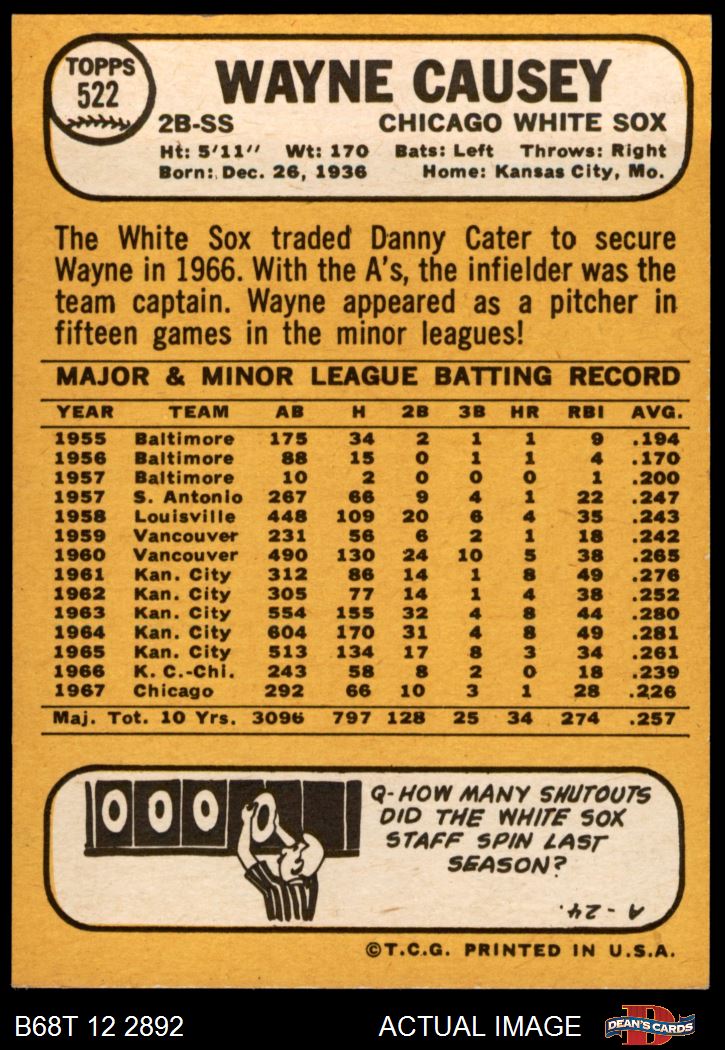 TOPPS
522
WAYNE CAUSEY
2B-SS CHICAGO WHITE SOX
Ht: 5'11" Wt: 170 Bats: Left Throws: Right
Born: Dec. 26, 1936 Home: Kansas City, Mo.
The White Sox traded Danny Cater to secure
Wayne in 1966. With the A's, the infielder was the
team captain. Wayne appeared as a pitcher in
fifteen games in the minor leagues!
MAJOR & MINOR LEAGUE BATTING RECORD
YEAR TEAM AB H 2B 3B HR RBI AVG.
1955 Baltimore 175 34 2 1 1 9 .194
1956 Baltimore 88 15 0 1 1 4 .170
1957 Baltimore 10 2 0 0 0 1 .200
1957 S. Antonio 267 66 9 4 1 22 .247
1958 Louisville 448 109 20 6 4 35 .243
1959 Vancouver 231 56 6 2 1 18 .242
1960 Vancouver 490 130 24 10 5 38 .265
1961 Kan. City 312 86 14 1 8 49 .276
1962 Kan. City 305 77 14 1 4 38 .252
1963 Kan. City 554 155 32 4 8 44 .280
1964 Kan. City 604 170 31 4 8 49 .281
1965 Kan. City 513 134 17 8 3 34 .261
1966 K. C.-Chi. 243 58 8 2 0 18 .239
1967 Chicago 292 66 10 3 1 28 .226
Maj. Tot. 10 Yrs. 3096 797 128 25 34 274 .257
0 0 0 0
Q-HOW MANY SHUTOUTS
DID THE WHITE SOX
STAFF SPIN LAST
SEASON?
A-24.
©T.C.G. PRINTED IN U.S.A.
B68T 12 2892 ACTUAL IMAGE
DEAN'S CARDS